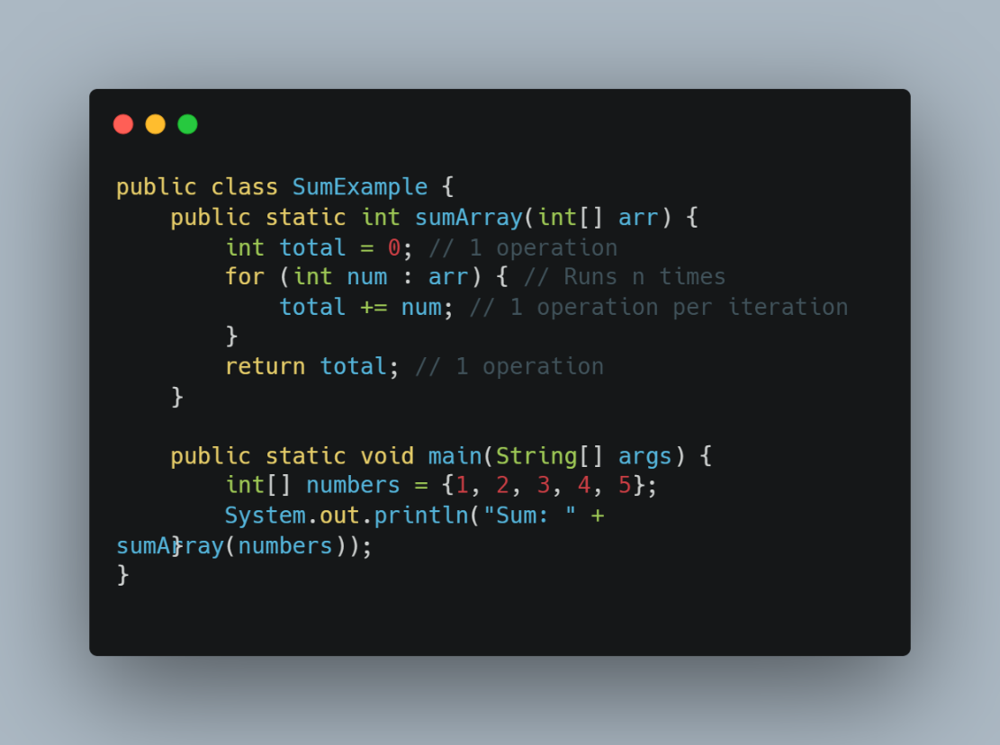 public class SumExample {
    public static int sumArray(int[] arr) {
        int total = 0; // 1 operation
        for (int num : arr) { // Runs n times
            total += num; // 1 operation per iteration
        }
        return total; // 1 operation
    }

    public static void main(String[] args) {
        int[] numbers = {1, 2, 3, 4, 5};
        System.out.println("Sum: " +
sumArray(numbers));
    }
}